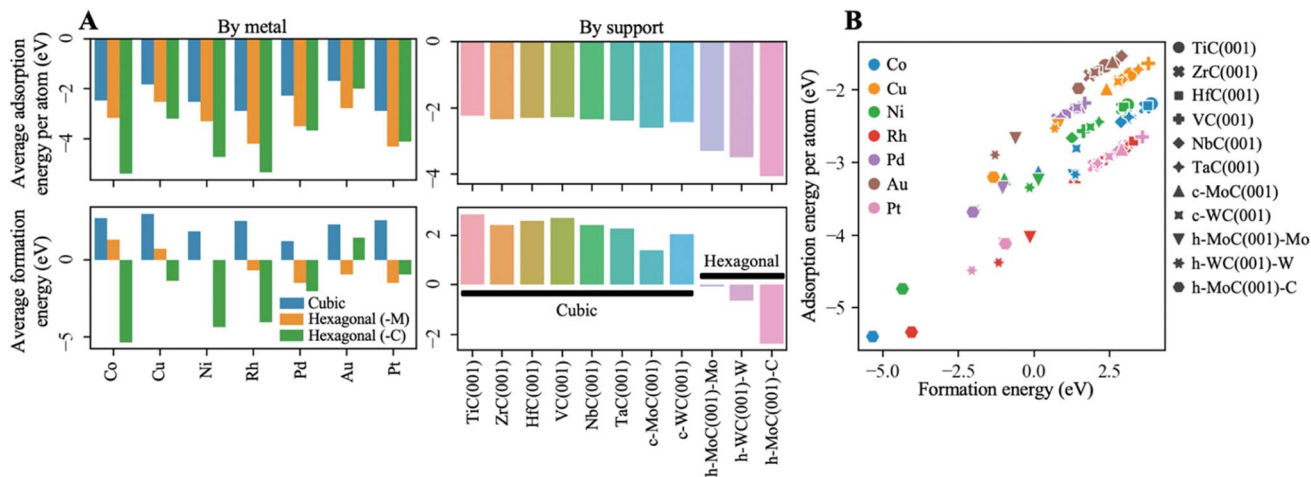 A
By metal
By support
B
Average adsorption
energy per atom (eV)
0
−2
−4
0
−2
−4
Average formation
energy (eV)
0
−5
Cubic
Hexagonal (-M)
Hexagonal (-C)
2
0
−2
Hexagonal
Cubic
Co
Cu
Ni
Rh
Pd
Au
Pt
TiC(001)
ZrC(001)
HfC(001)
VC(001)
NbC(001)
TaC(001)
c-MoC(001)
c-WC(001)
h-MoC(001)-Mo
h-WC(001)-W
h-MoC(001)-C
Adsorption energy per atom (eV)
−2
−3
−4
−5
Co
Cu
Ni
Rh
Pd
Au
Pt
−5.0
−2.5
0.0
2.5
Formation energy (eV)
TiC(001)
ZrC(001)
HfC(001)
VC(001)
NbC(001)
TaC(001)
c-MoC(001)
c-WC(001)
h-MoC(001)-Mo
h-WC(001)-W
h-MoC(001)-C